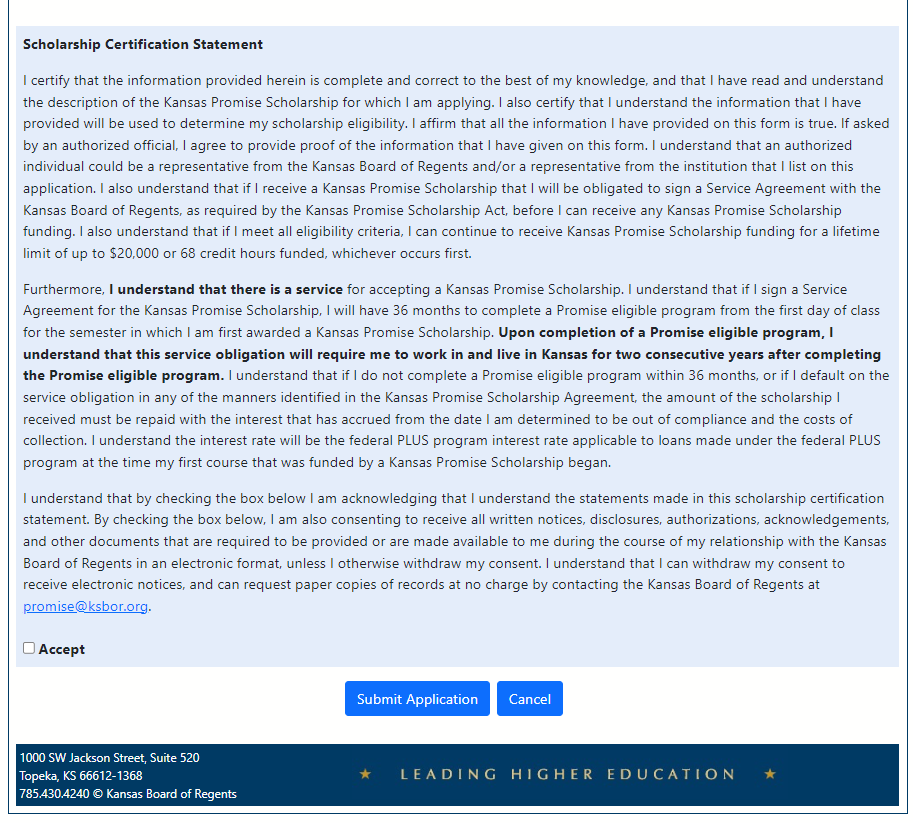 Scholarship Certification Statement
I certify that the information provided herein is complete and correct to the best of my knowledge, and that I have read and understand
the description of the Kansas Promise Scholarship for which I am applying. I also certify that I understand the information that I have
provided will be used to determine my scholarship eligibility. I affirm that all the information I have provided on this form is true. If asked
by an authorized official, I agree to provide proof of the information that I have given on this form. I understand that an authorized
individual could be a representative from the Kansas Board of Regents and/or a representative from the institution that I list on this
application. I also understand that if I receive a Kansas Promise Scholarship that I will be obligated to sign a Service Agreement with the
Kansas Board of Regents, as required by the Kansas Promise Scholarship Act, before I can receive any Kansas Promise Scholarship
funding. I also understand that if I meet all eligibility criteria, I can continue to receive Kansas Promise Scholarship funding for a lifetime
limit of up to $20,000 or 68 credit hours funded, whichever occurs first.
Furthermore, I understand that there is a service for accepting a Kansas Promise Scholarship. I understand that if I sign a Service
Agreement for the Kansas Promise Scholarship, I will have 36 months to complete a Promise eligible program from the first day of class
for the semester in which I am first awarded a Kansas Promise Scholarship. Upon completion of a Promise eligible program, I
understand that this service obligation will require me to work in and live in Kansas for two consecutive years after completing
the Promise eligible program. I understand that if I do not complete a Promise eligible program within 36 months, or if I default on the
service obligation in any of the manners identified in the Kansas Promise Scholarship Agreement, the amount of the scholarship I
received must be repaid with the interest that has accrued from the date I am determined to be out of compliance and the costs of
collection. I understand the interest rate will be the federal PLUS program interest rate applicable to loans made under the federal PLUS
program at the time my first course that was funded by a Kansas Promise Scholarship began.
I understand that by checking the box below I am acknowledging that I understand the statements made in this scholarship certification
statement. By checking the box below, I am also consenting to receive all written notices, disclosures, authorizations, acknowledgements,
and other documents that are required to be provided or are made available to me during the course of my relationship with the Kansas
Board of Regents in an electronic format, unless I otherwise withdraw my consent. I understand that I can withdraw my consent to
receive electronic notices, and can request paper copies of records at no charge by contacting the Kansas Board of Regents at
promise@ksbor.org.
Accept
Submit Application Cancel
1000 SW Jackson Street, Suite 520
Topeka, KS 66612-1368
785.430.4240 © Kansas Board of Regents
★ LEADING HIGHER EDUCATION ★